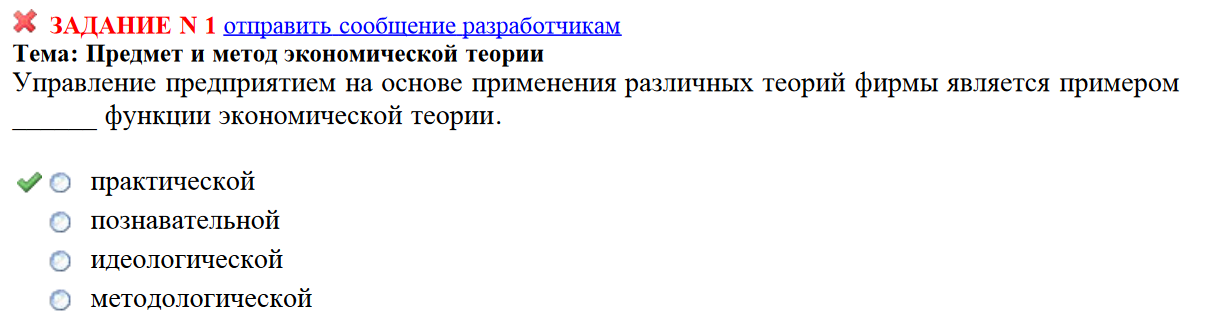 ЗАДАНИЕ N 1 отправить сообщение разработчикам
Тема: Предмет и метод экономической теории
Управление предприятием на основе применения различных теорий фирмы является примером
______ функции экономической теории.
практической
познавательной
идеологической
методологической